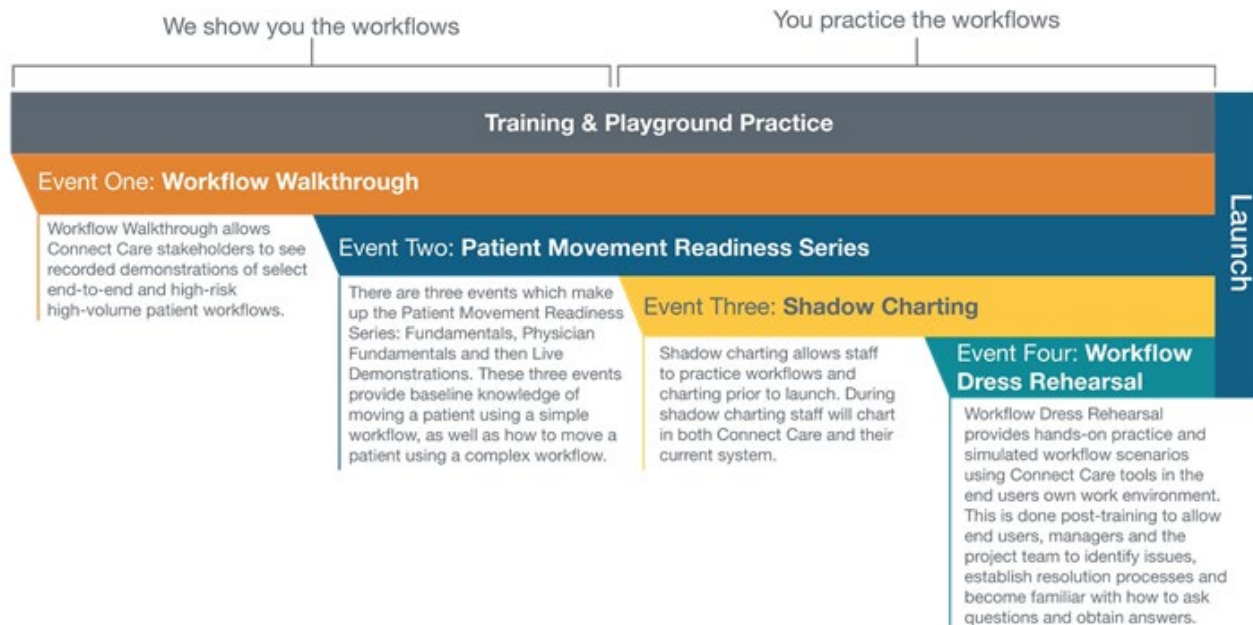 We show you the workflows
You practice the workflows
Training & Playground Practice
Event One: Workflow Walkthrough
Workflow Walkthrough allows
Connect Care stakeholders to see
recorded demonstrations of select
end-to-end and high-risk
high-volume patient workflows.
Event Two: Patient Movement Readiness Series
There are three events which make
up the Patient Movement Readiness
Series: Fundamentals, Physician
Fundamentals and then Live
Demonstrations. These three events
provide baseline knowledge of
moving a patient using a simple
workflow, as well as how to move a
patient using a complex workflow.
Event Three: Shadow Charting
Shadow charting allows staff
to practice workflows and
charting prior to launch. During
shadow charting staff will chart
in both Connect Care and their
current system.
Event Four: Workflow
Dress Rehearsal
Workflow Dress Rehearsal
provides hands-on practice and
simulated workflow scenarios
using Connect Care tools in the
end users own work environment.
This is done post-training to allow
end users, managers and the
project team to identify issues,
establish resolution processes and
become familiar with how to ask
questions and obtain answers.
Launch